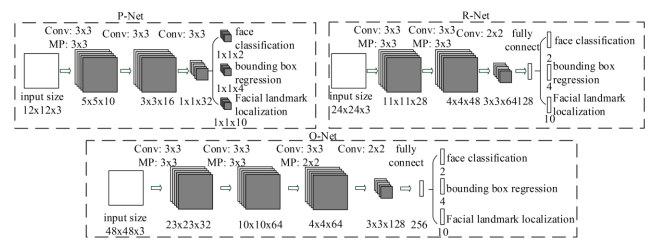 P-Net
Conv: 3x3
MP: 3x3
Conv: 3x3
Conv: 3x3
face
classification
1x1x2
bounding box
regression
1x1x4
Facial landmark
localization
1x1x10
input size
12x12x3
5x5x10
3x3x16
1x1x32
R-Net
Conv: 3x3
MP: 3x3
Conv: 3x3
MP: 3x3
Conv: 2x2
fully
connect
face classification
2
bounding box
regression
4
Facial landmark
localization
10
input size
24x24x3
11x11x28
4x4x48
3x3x64
128
O-Net
Conv: 3x3
MP: 3x3
Conv: 3x3
MP: 3x3
Conv: 3x3
MP: 2x2
Conv: 2x2
fully
connect
face classification
2
bounding box regression
4
Facial landmark localization
10
input size
48x48x3
23x23x32
10x10x64
4x4x64
3x3x128
256